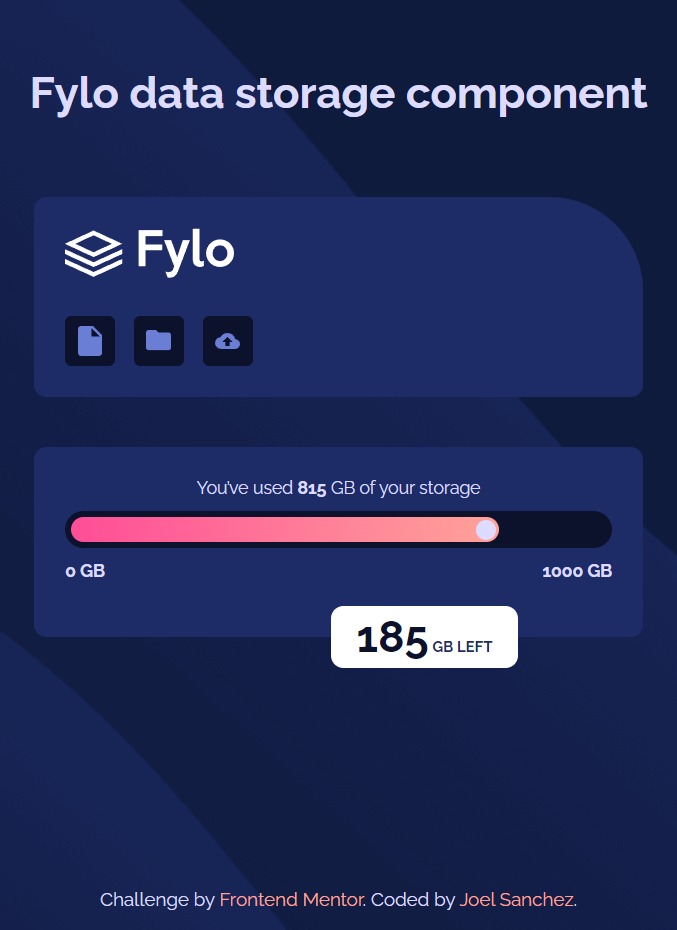 Fylo data storage component
Fylo
You've used 815 GB of your storage
0 GB 1000 GB
185 GB LEFT
Challenge by Frontend Mentor. Coded by Joel Sanchez.